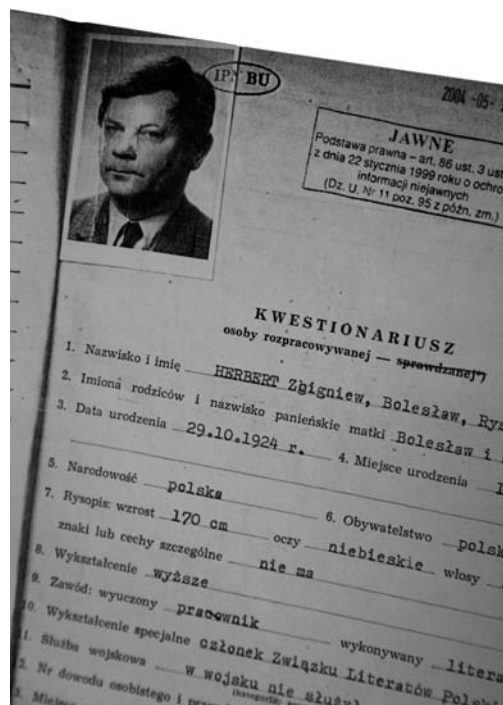 IPN BU
2004 -05-
JAWNE
Podstawa prawna – art. 86 ust. 3 ust
z dnia 22 stycznia 1999 roku o ochro
informacji niejawnych
(Dz. U. Nr 11 poz. 95 z późn. zm.)
KWESTIONARIUSZ
osoby rozpracowywanej — sprawdzanej*)
1. Nazwisko i imię HERBERT Zbigniew, Bolesław, Rys
2. Imiona rodziców i nazwisko panieńskie matki Bolesław i
3. Data urodzenia 29.10.1924 r. 4. Miejsce urodzenia
5. Narodowość polska 6. Obywatelstwo polsk
7. Rysopis: wzrost 170 cm oczy niebieskie włosy
znaki lub cechy szczególne nie ma
8. Wykształcenie wyższe
9. Zawód: wyuczony pracownik wykonywany litera
10. Wykształcenie specjalne członek Związku Literatów Polsk
11. Służba wojskowa w wojsku nie służył
2. Nr dowodu osobistego i
3. Miejsc